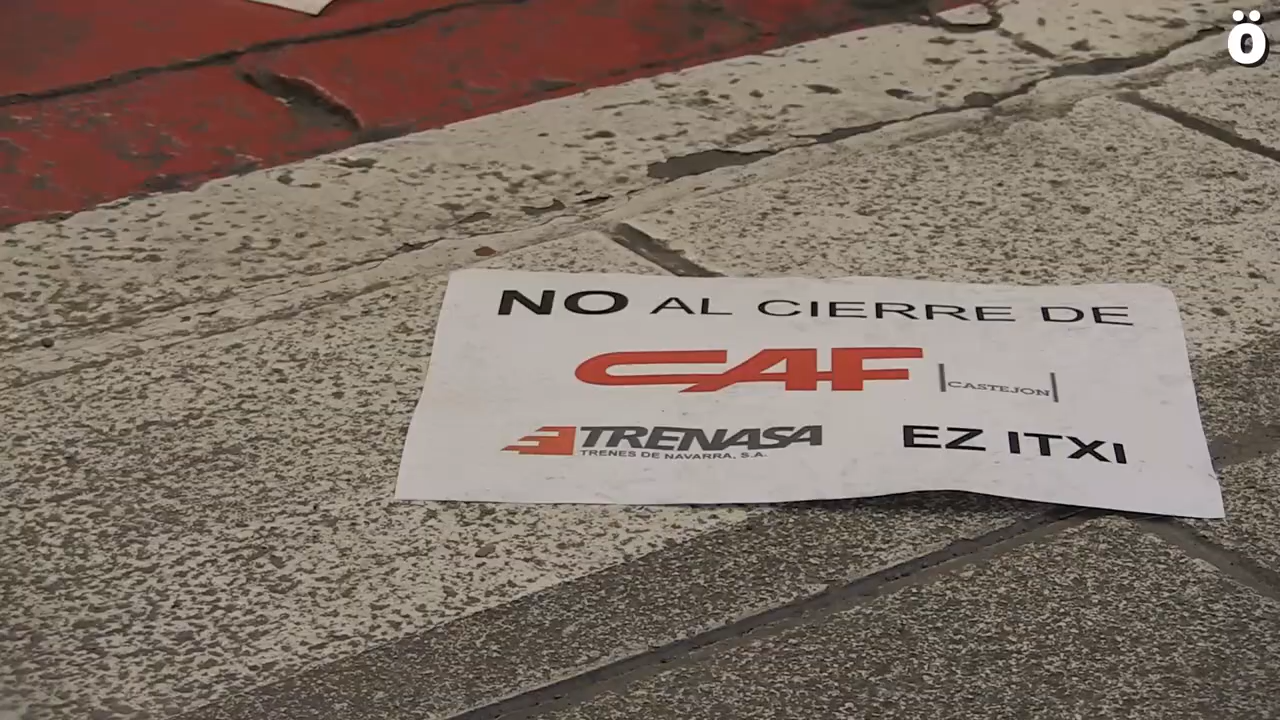 ö
NO AL CIERRE DE
CAF |CASTEJON|
TRENASA EZ ITXI
TRENES DE NAVARRA, S.A.